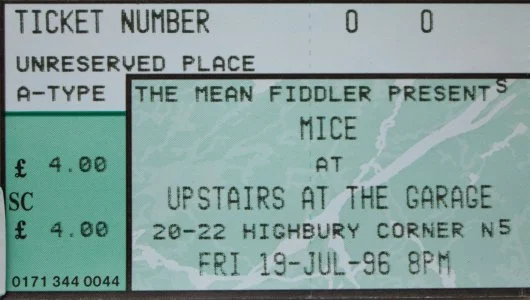 TICKET NUMBER 0 0
UNRESERVED PLACE
A-TYPE
THE MEAN FIDDLER PRESENTS
MICE
AT
UPSTAIRS AT THE GARAGE
20-22 HIGHBURY CORNER N5
FRI 19-JUL-96 8PM
£ 4.00
SC
£ 4.00
0171 344 0044